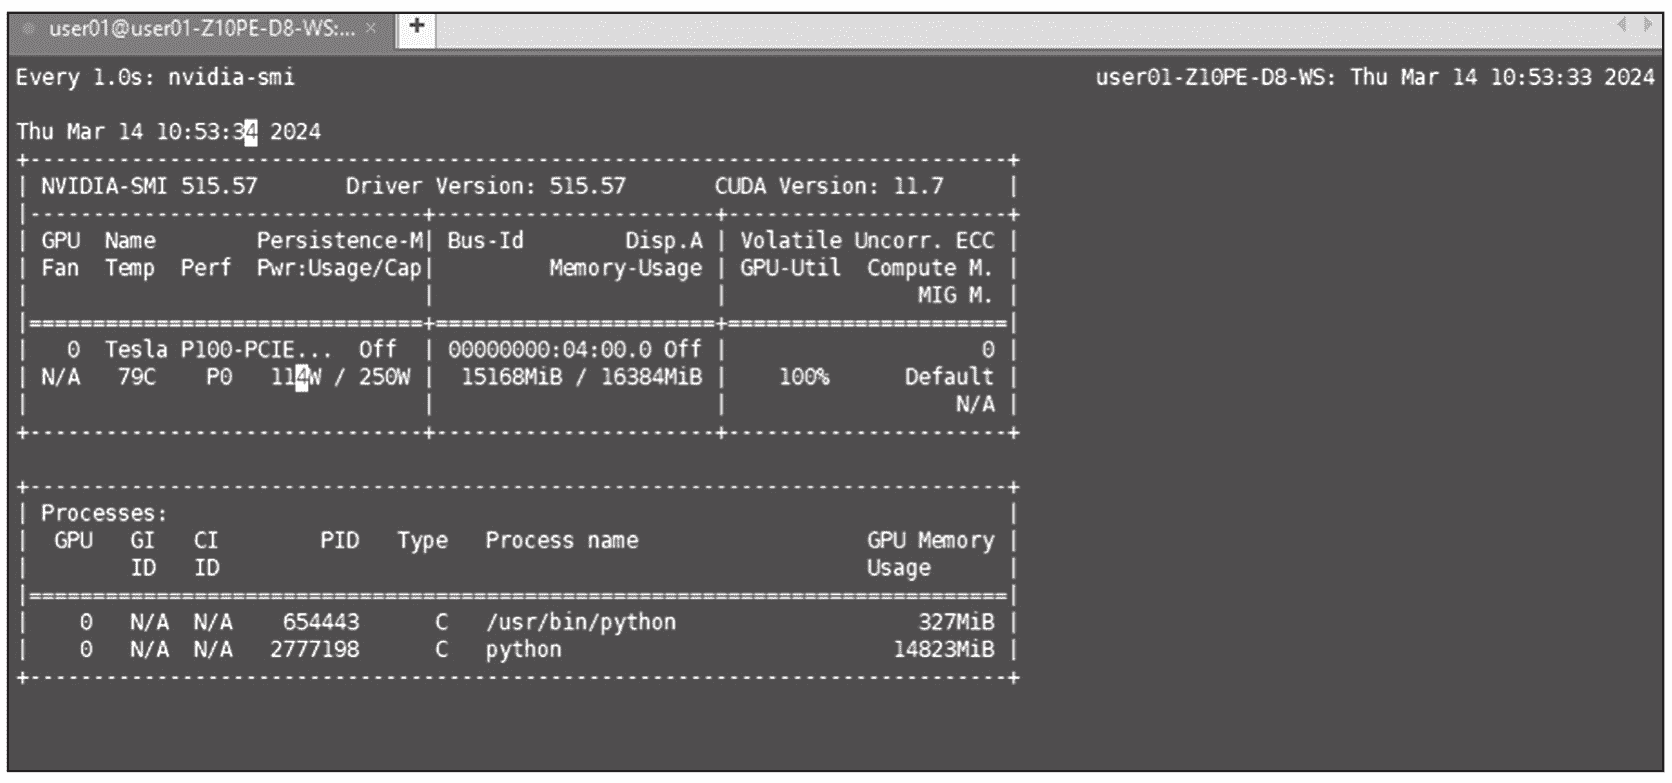 user01@user01-Z10PE-D8-WS:... × +
Every 1.0s: nvidia-smi user01-Z10PE-D8-WS: Thu Mar 14 10:53:33 2024
Thu Mar 14 10:53:34 2024
+-----------------------------------------------------------------------------+
| NVIDIA-SMI 515.57       Driver Version: 515.57       CUDA Version: 11.7     |
|-------------------------------+----------------------+----------------------+
| GPU  Name        Persistence-M| Bus-Id        Disp.A | Volatile Uncorr. ECC |
| Fan  Temp  Perf  Pwr:Usage/Cap|         Memory-Usage | GPU-Util  Compute M. |
|                               |                      |               MIG M. |
|===============================+======================+======================|
|   0  Tesla P100-PCIE...  Off  | 00000000:04:00.0 Off |                    0 |
| N/A   79C    P0   114W / 250W |  15168MiB / 16384MiB |    100%      Default |
|                               |                      |                  N/A |
+-------------------------------+----------------------+----------------------+
+-----------------------------------------------------------------------------+
| Processes:                                                                  |
|  GPU   GI   CI        PID   Type   Process name                  GPU Memory |
|        ID   ID                                                   Usage      |
|=============================================================================|
|    0   N/A  N/A    654443      C   /usr/bin/python                   327MiB |
|    0   N/A  N/A   2777198      C   python                          14823MiB |
+-----------------------------------------------------------------------------+